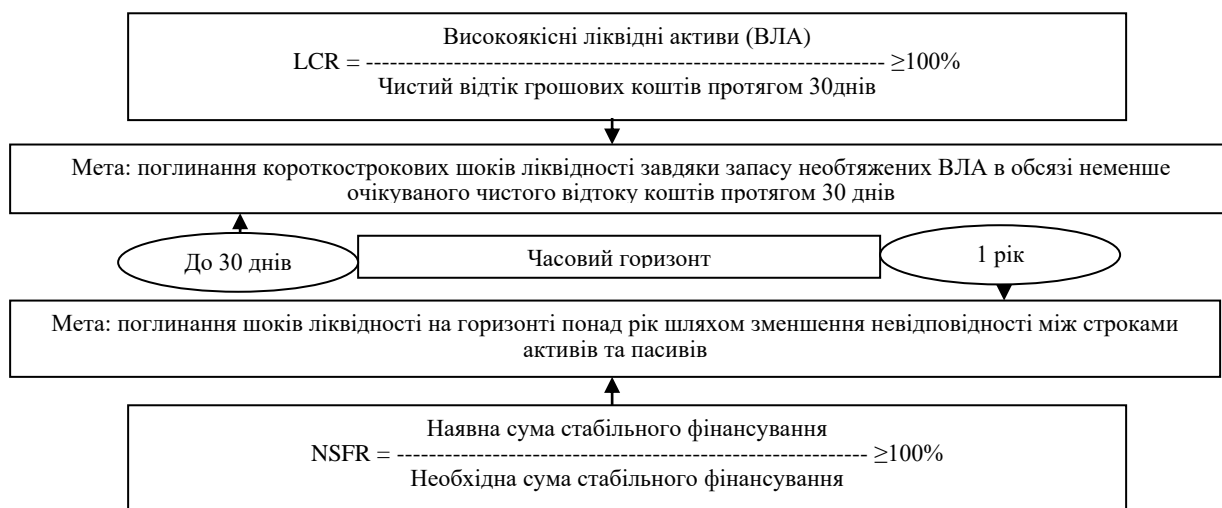 Високоякісні ліквідні активи (ВЛА)
LCR = ---------------------------------------------------------------- ≥100%
Чистий відтік грошових коштів протягом 30днів
Мета: поглинання короткострокових шоків ліквідності завдяки запасу необтяжених ВЛА в обсязі неменше
очікуваного чистого відтоку коштів протягом 30 днів
До 30 днів
Часовий горизонт
1 рік
Мета: поглинання шоків ліквідності на горизонті понад рік шляхом зменшення невідповідності між строками
активів та пасивів
Наявна сума стабільного фінансування
NSFR = ----------------------------------------------------------- ≥100%
Необхідна сума стабільного фінансування